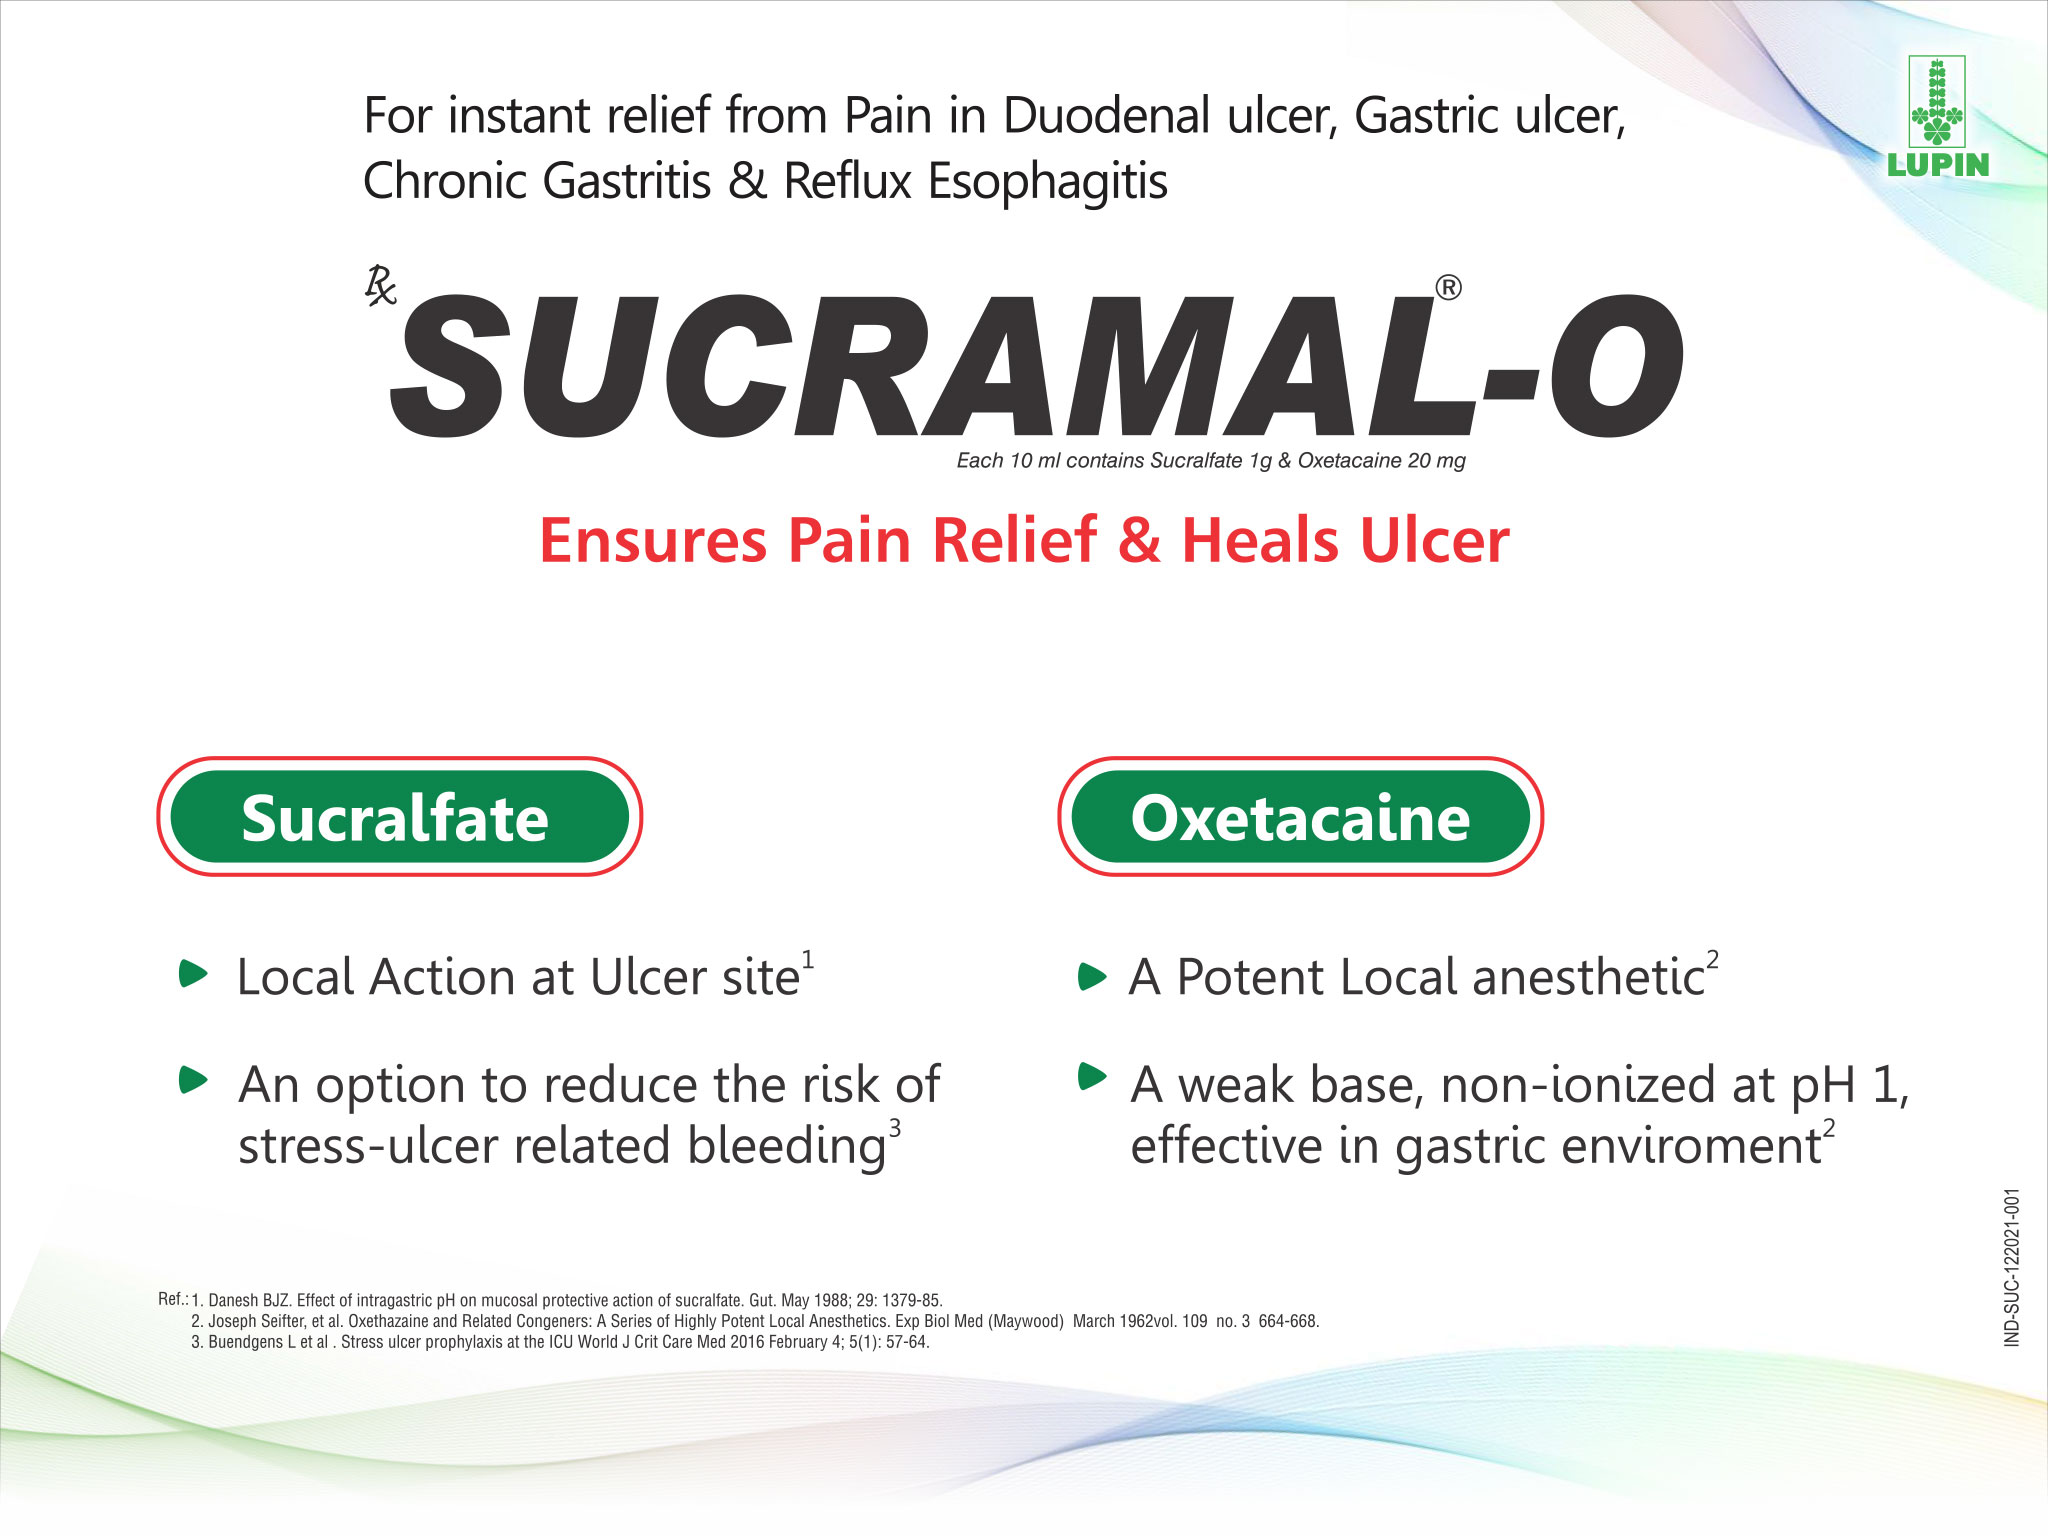 LUPIN
For instant relief from Pain in Duodenal ulcer, Gastric ulcer,
Chronic Gastritis & Reflux Esophagitis
Rx SUCRAMAL®-O
Each 10 ml contains Sucralfate 1g & Oxetacaine 20 mg
Ensures Pain Relief & Heals Ulcer
Sucralfate
Local Action at Ulcer site¹
An option to reduce the risk of
stress-ulcer related bleeding³
Oxetacaine
A Potent Local anesthetic²
A weak base, non-ionized at pH 1,
effective in gastric enviroment²
Ref.: 1. Danesh BJZ. Effect of intragastric pH on mucosal protective action of sucralfate. Gut. May 1988; 29: 1379-85.
2. Joseph Seifter, et al. Oxethazaine and Related Congeners: A Series of Highly Potent Local Anesthetics. Exp Biol Med (Maywood) March 1962vol. 109 no. 3 664-668.
3. Buendgens L et al . Stress ulcer prophylaxis at the ICU World J Crit Care Med 2016 February 4; 5(1): 57-64.
IND-SUC-122021-001